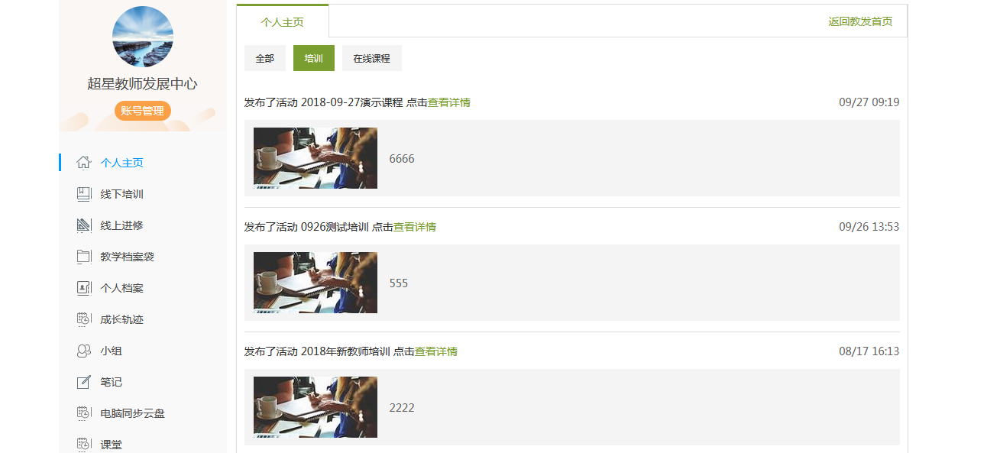 超星教师发展中心
账号管理
个人主页
线下培训
线上进修
教学档案袋
个人档案
成长轨迹
小组
笔记
电脑同步云盘
课堂
个人主页
返回教发首页
全部
培训
在线课程
发布了活动 2018-09-27演示课程 点击查看详情
09/27 09:19
6666
发布了活动 0926测试培训 点击查看详情
09/26 13:53
555
发布了活动 2018年新教师培训 点击查看详情
08/17 16:13
2222